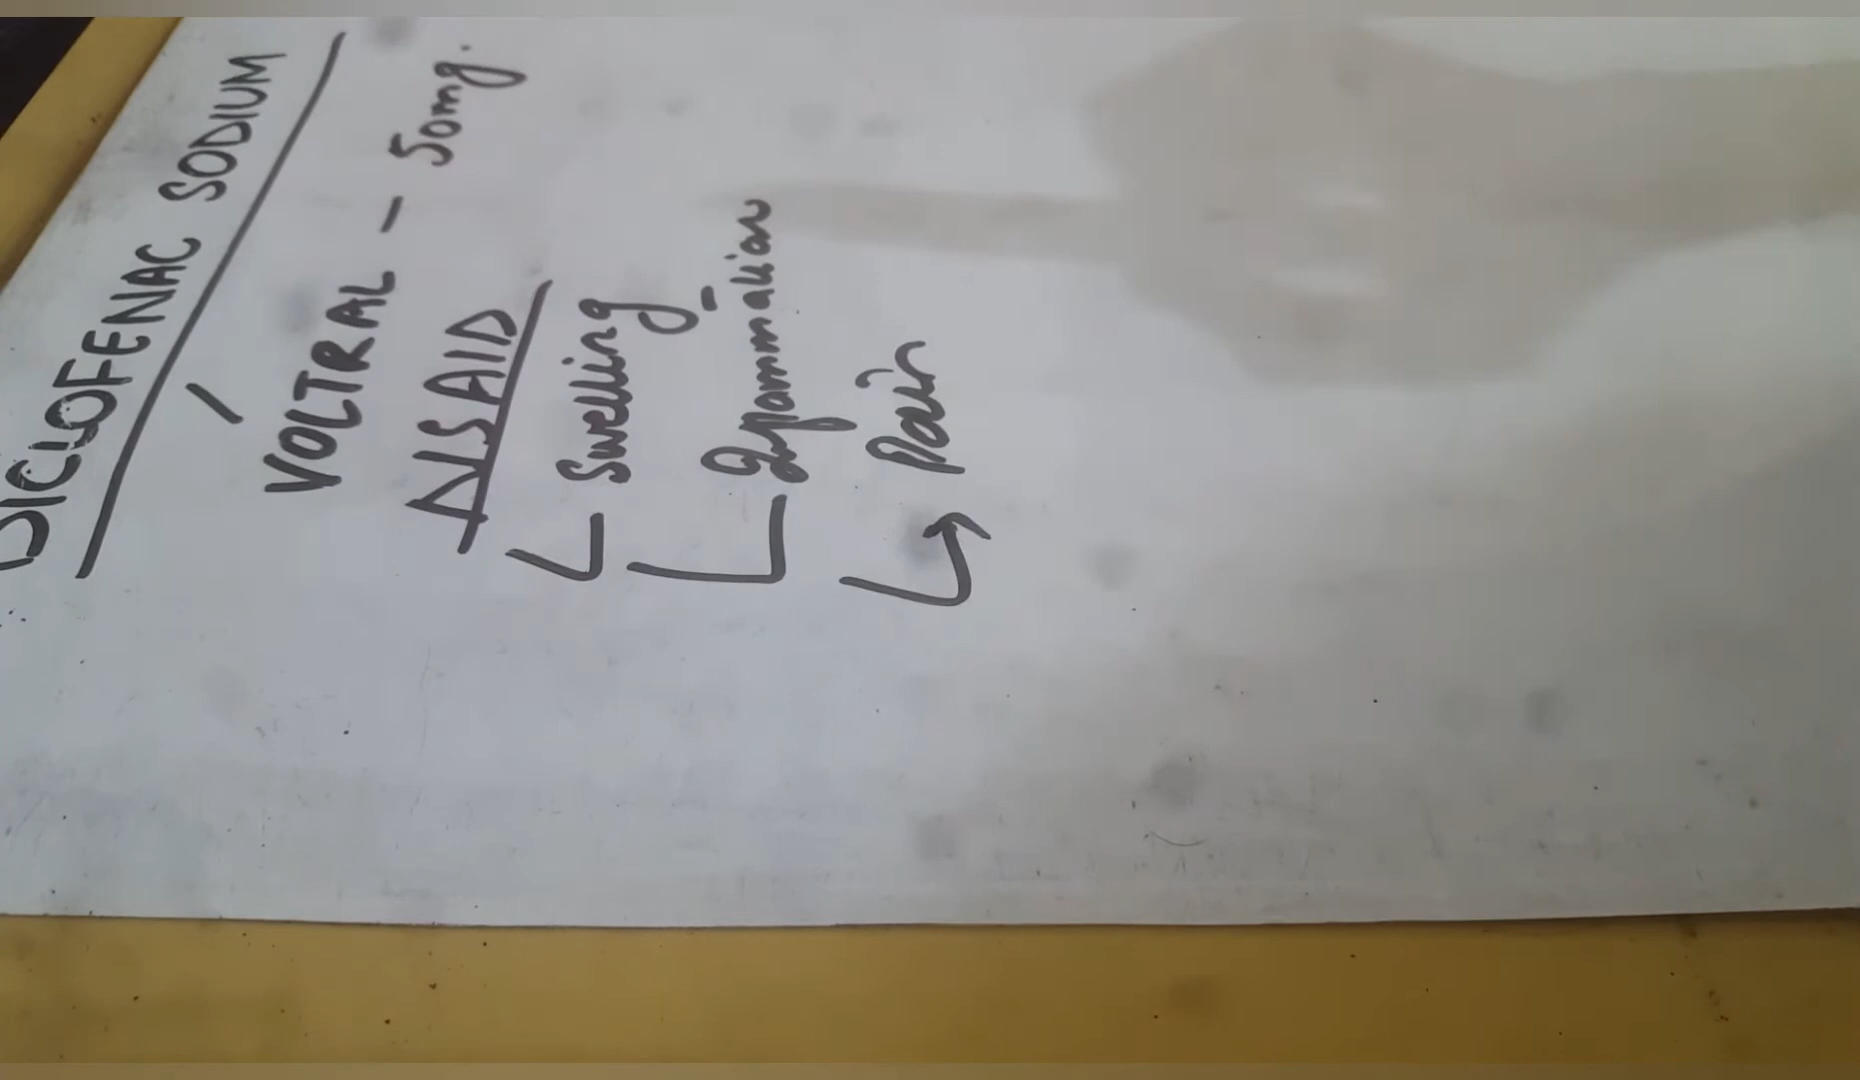 DICLOFENAC SODIUM
VOLTRAL - 50mg.
NSAID
Swelling
Inflammation
Pain